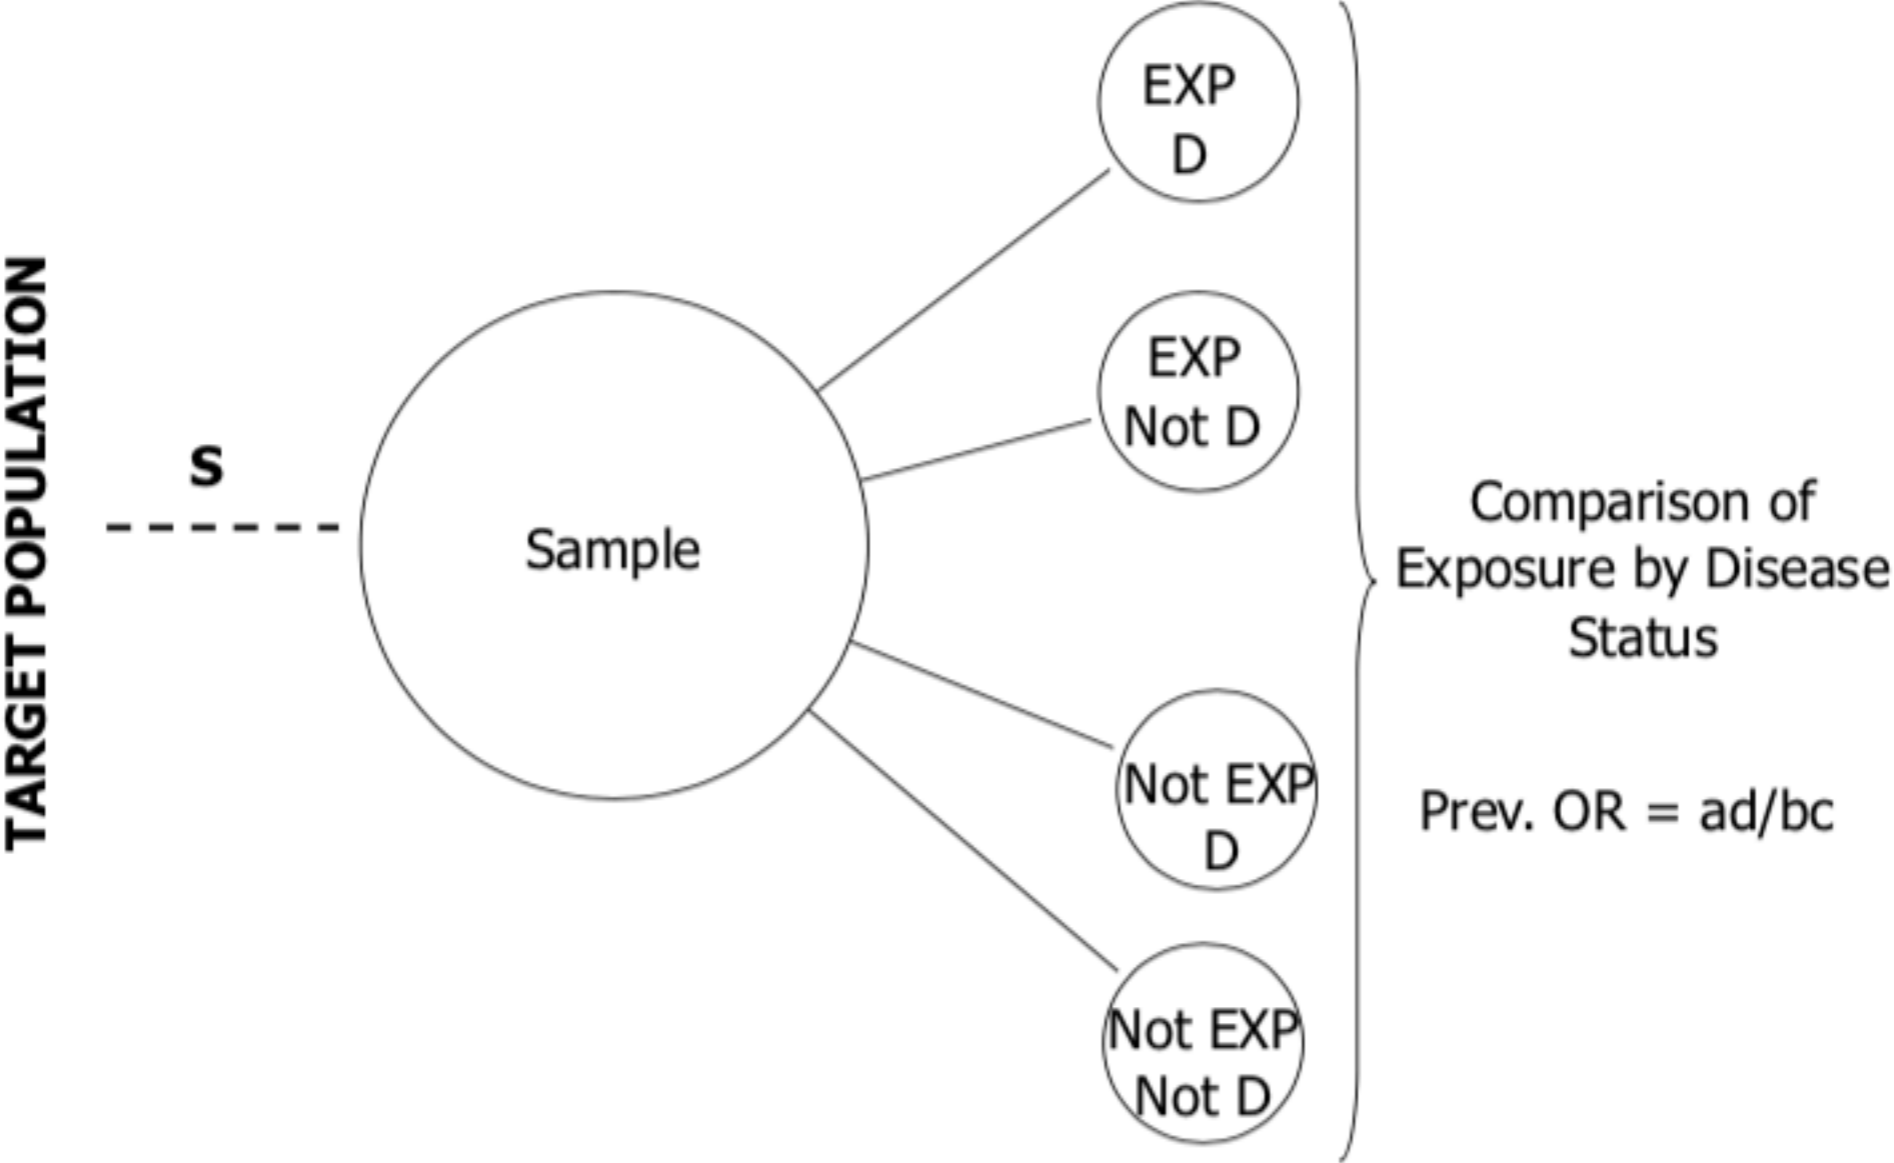 TARGET POPULATION
S
Sample
EXP
D
EXP
Not D
Not EXP
D
Not EXP
Not D
Comparison of
Exposure by Disease
Status
Prev. OR = ad/bc